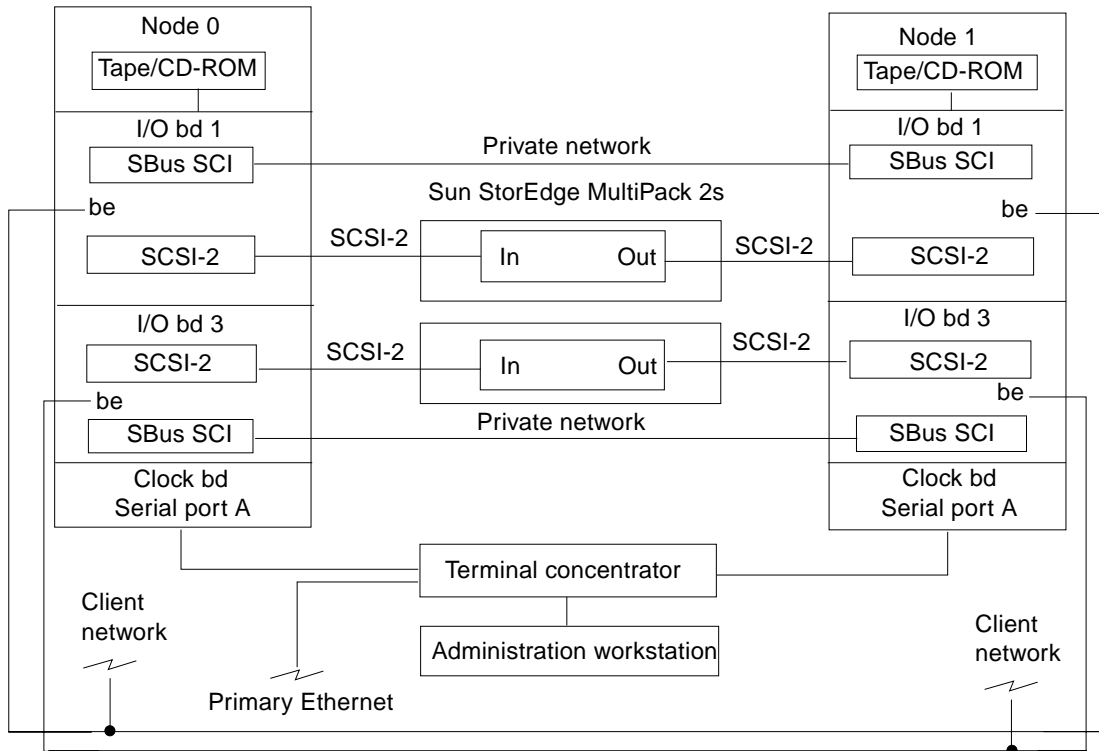 Node 0
Tape/CD-ROM
I/O bd 1
SBus SCI
be
SCSI-2
I/O bd 3
SCSI-2
be
SBus SCI
Clock bd
Serial port A
Private network
Sun StorEdge MultiPack 2s
SCSI-2
In
Out
SCSI-2
SCSI-2
In
Out
SCSI-2
Private network
Node 1
Tape/CD-ROM
I/O bd 1
SBus SCI
be
SCSI-2
I/O bd 3
SCSI-2
be
SBus SCI
Clock bd
Serial port A
Terminal concentrator
Administration workstation
Client
network
Primary Ethernet
Client
network